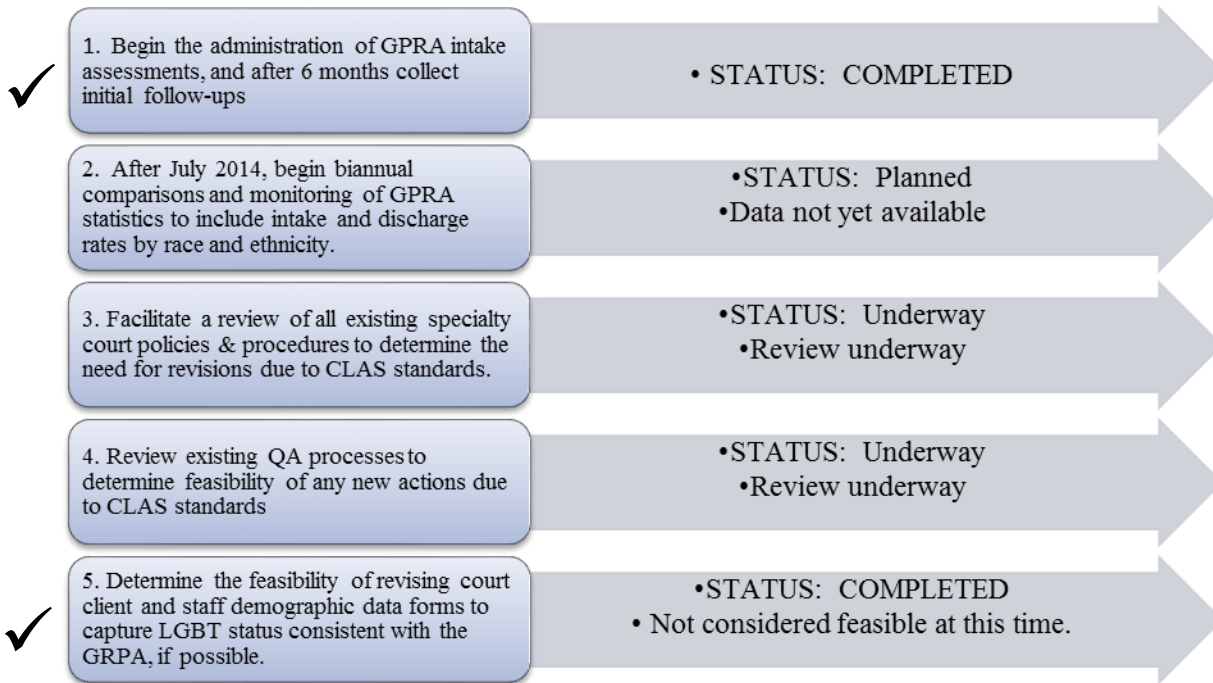 1. Begin the administration of GPRA intake
assessments, and after 6 months collect
initial follow-ups
• STATUS: COMPLETED
2. After July 2014, begin biannual
comparisons and monitoring of GPRA
statistics to include intake and discharge
rates by race and ethnicity.
•STATUS: Planned
•Data not yet available
3. Facilitate a review of all existing specialty
court policies & procedures to determine the
need for revisions due to CLAS standards.
•STATUS: Underway
•Review underway
4. Review existing QA processes to
determine feasibility of any new actions due
to CLAS standards
•STATUS: Underway
•Review underway
5. Determine the feasibility of revising court
client and staff demographic data forms to
capture LGBT status consistent with the
GRPA, if possible.
•STATUS: COMPLETED
• Not considered feasible at this time.